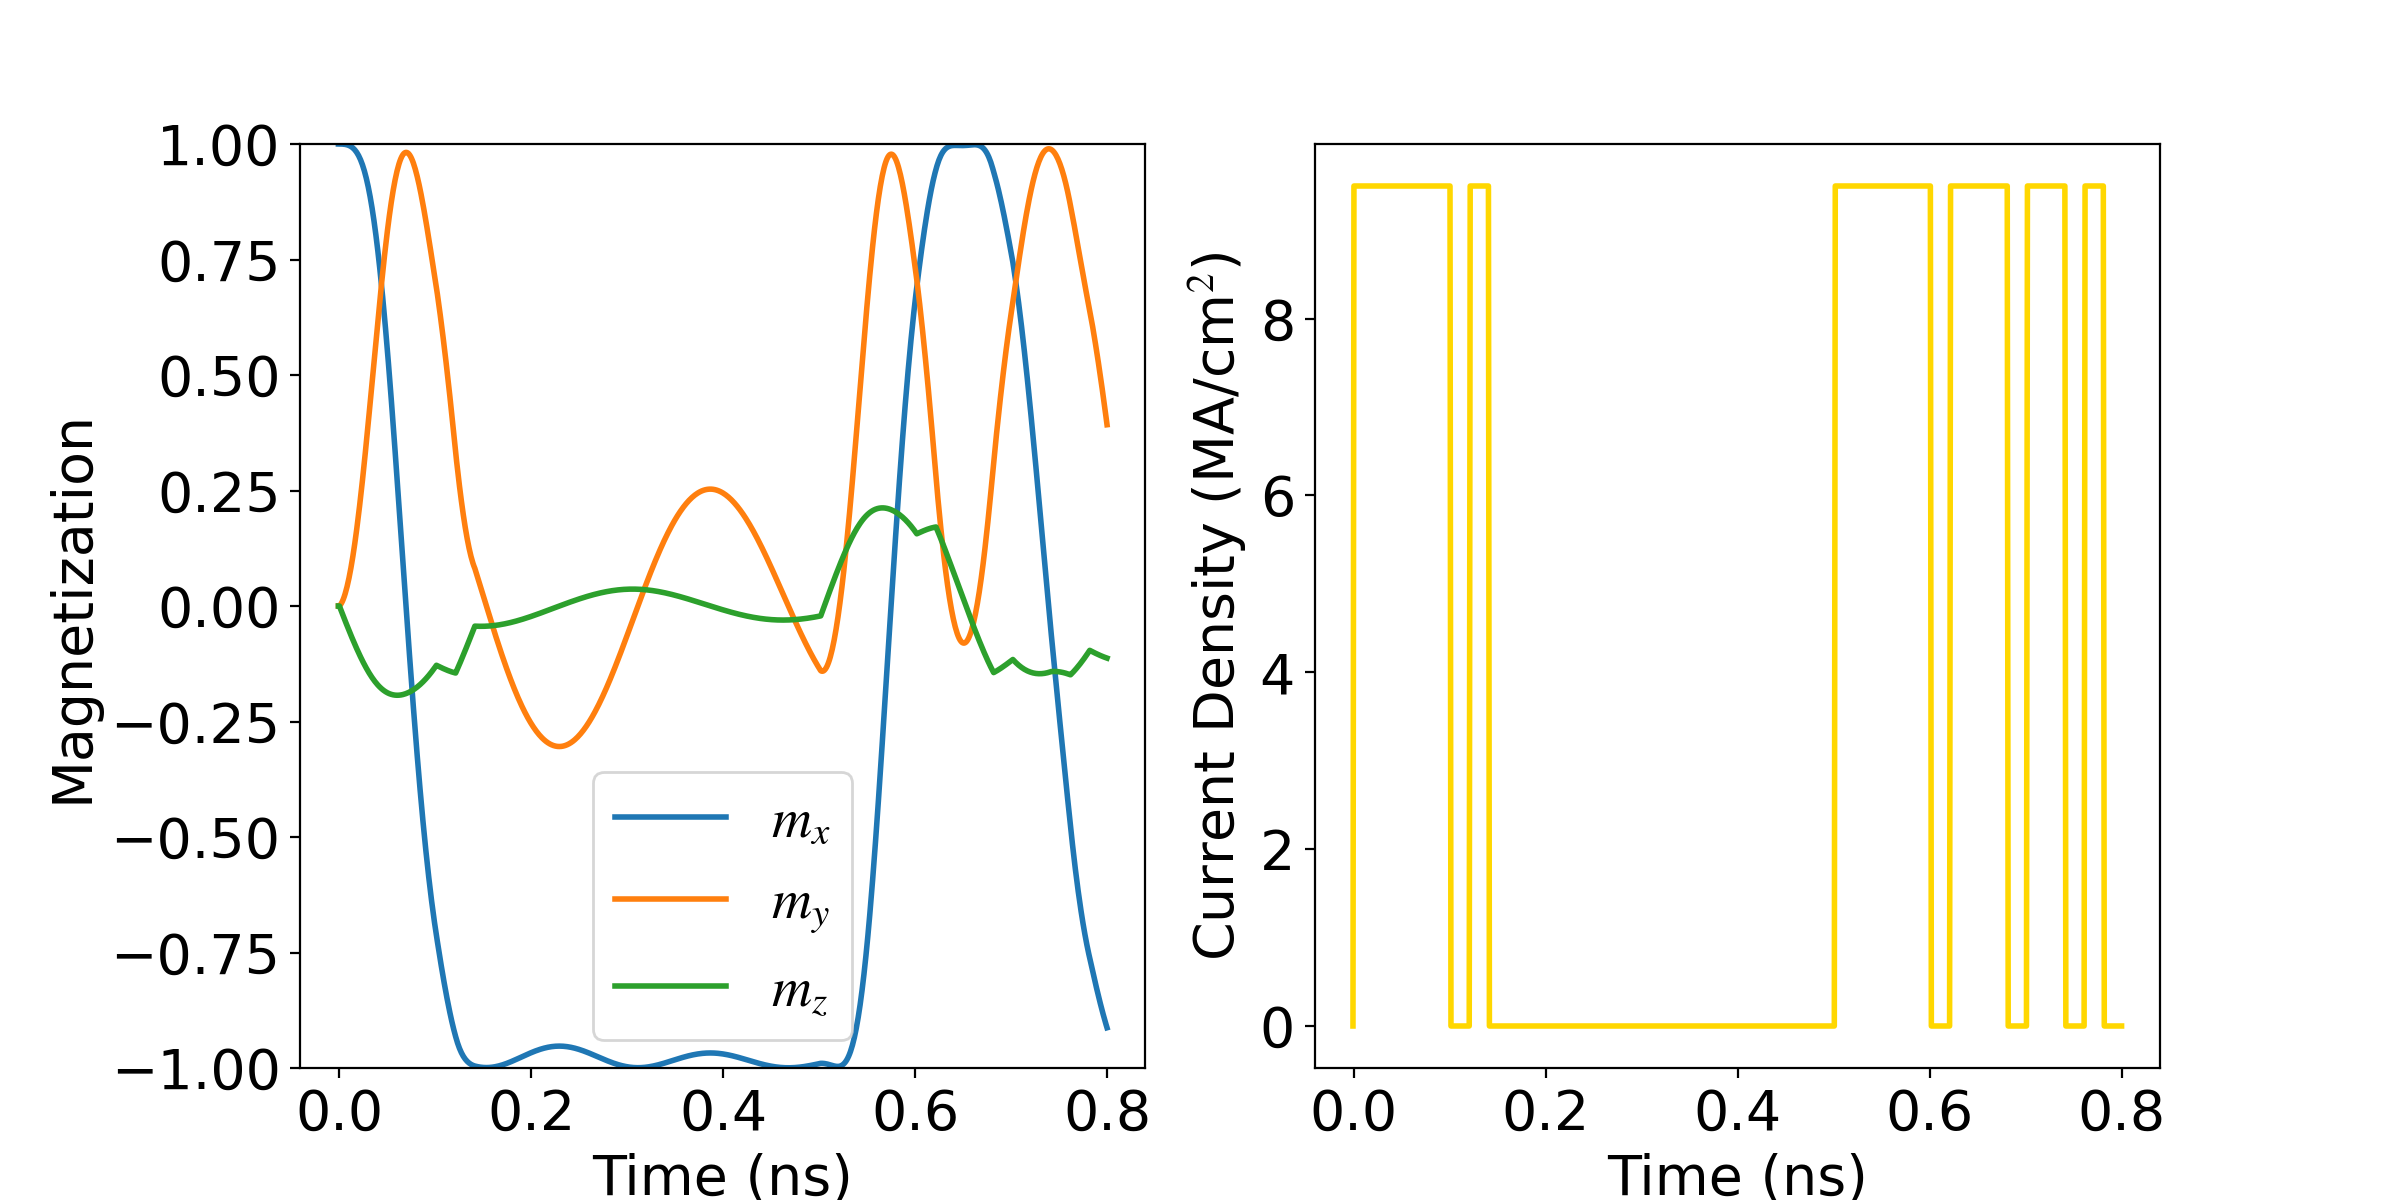 Magnetization
1.00
0.75
0.50
0.25
0.00
−0.25
−0.50
−0.75
−1.00
0.0 0.2 0.4 0.6 0.8
Time (ns)
m_x
m_y
m_z
Current Density (MA/cm²)
8
6
4
2
0
0.0 0.2 0.4 0.6 0.8
Time (ns)